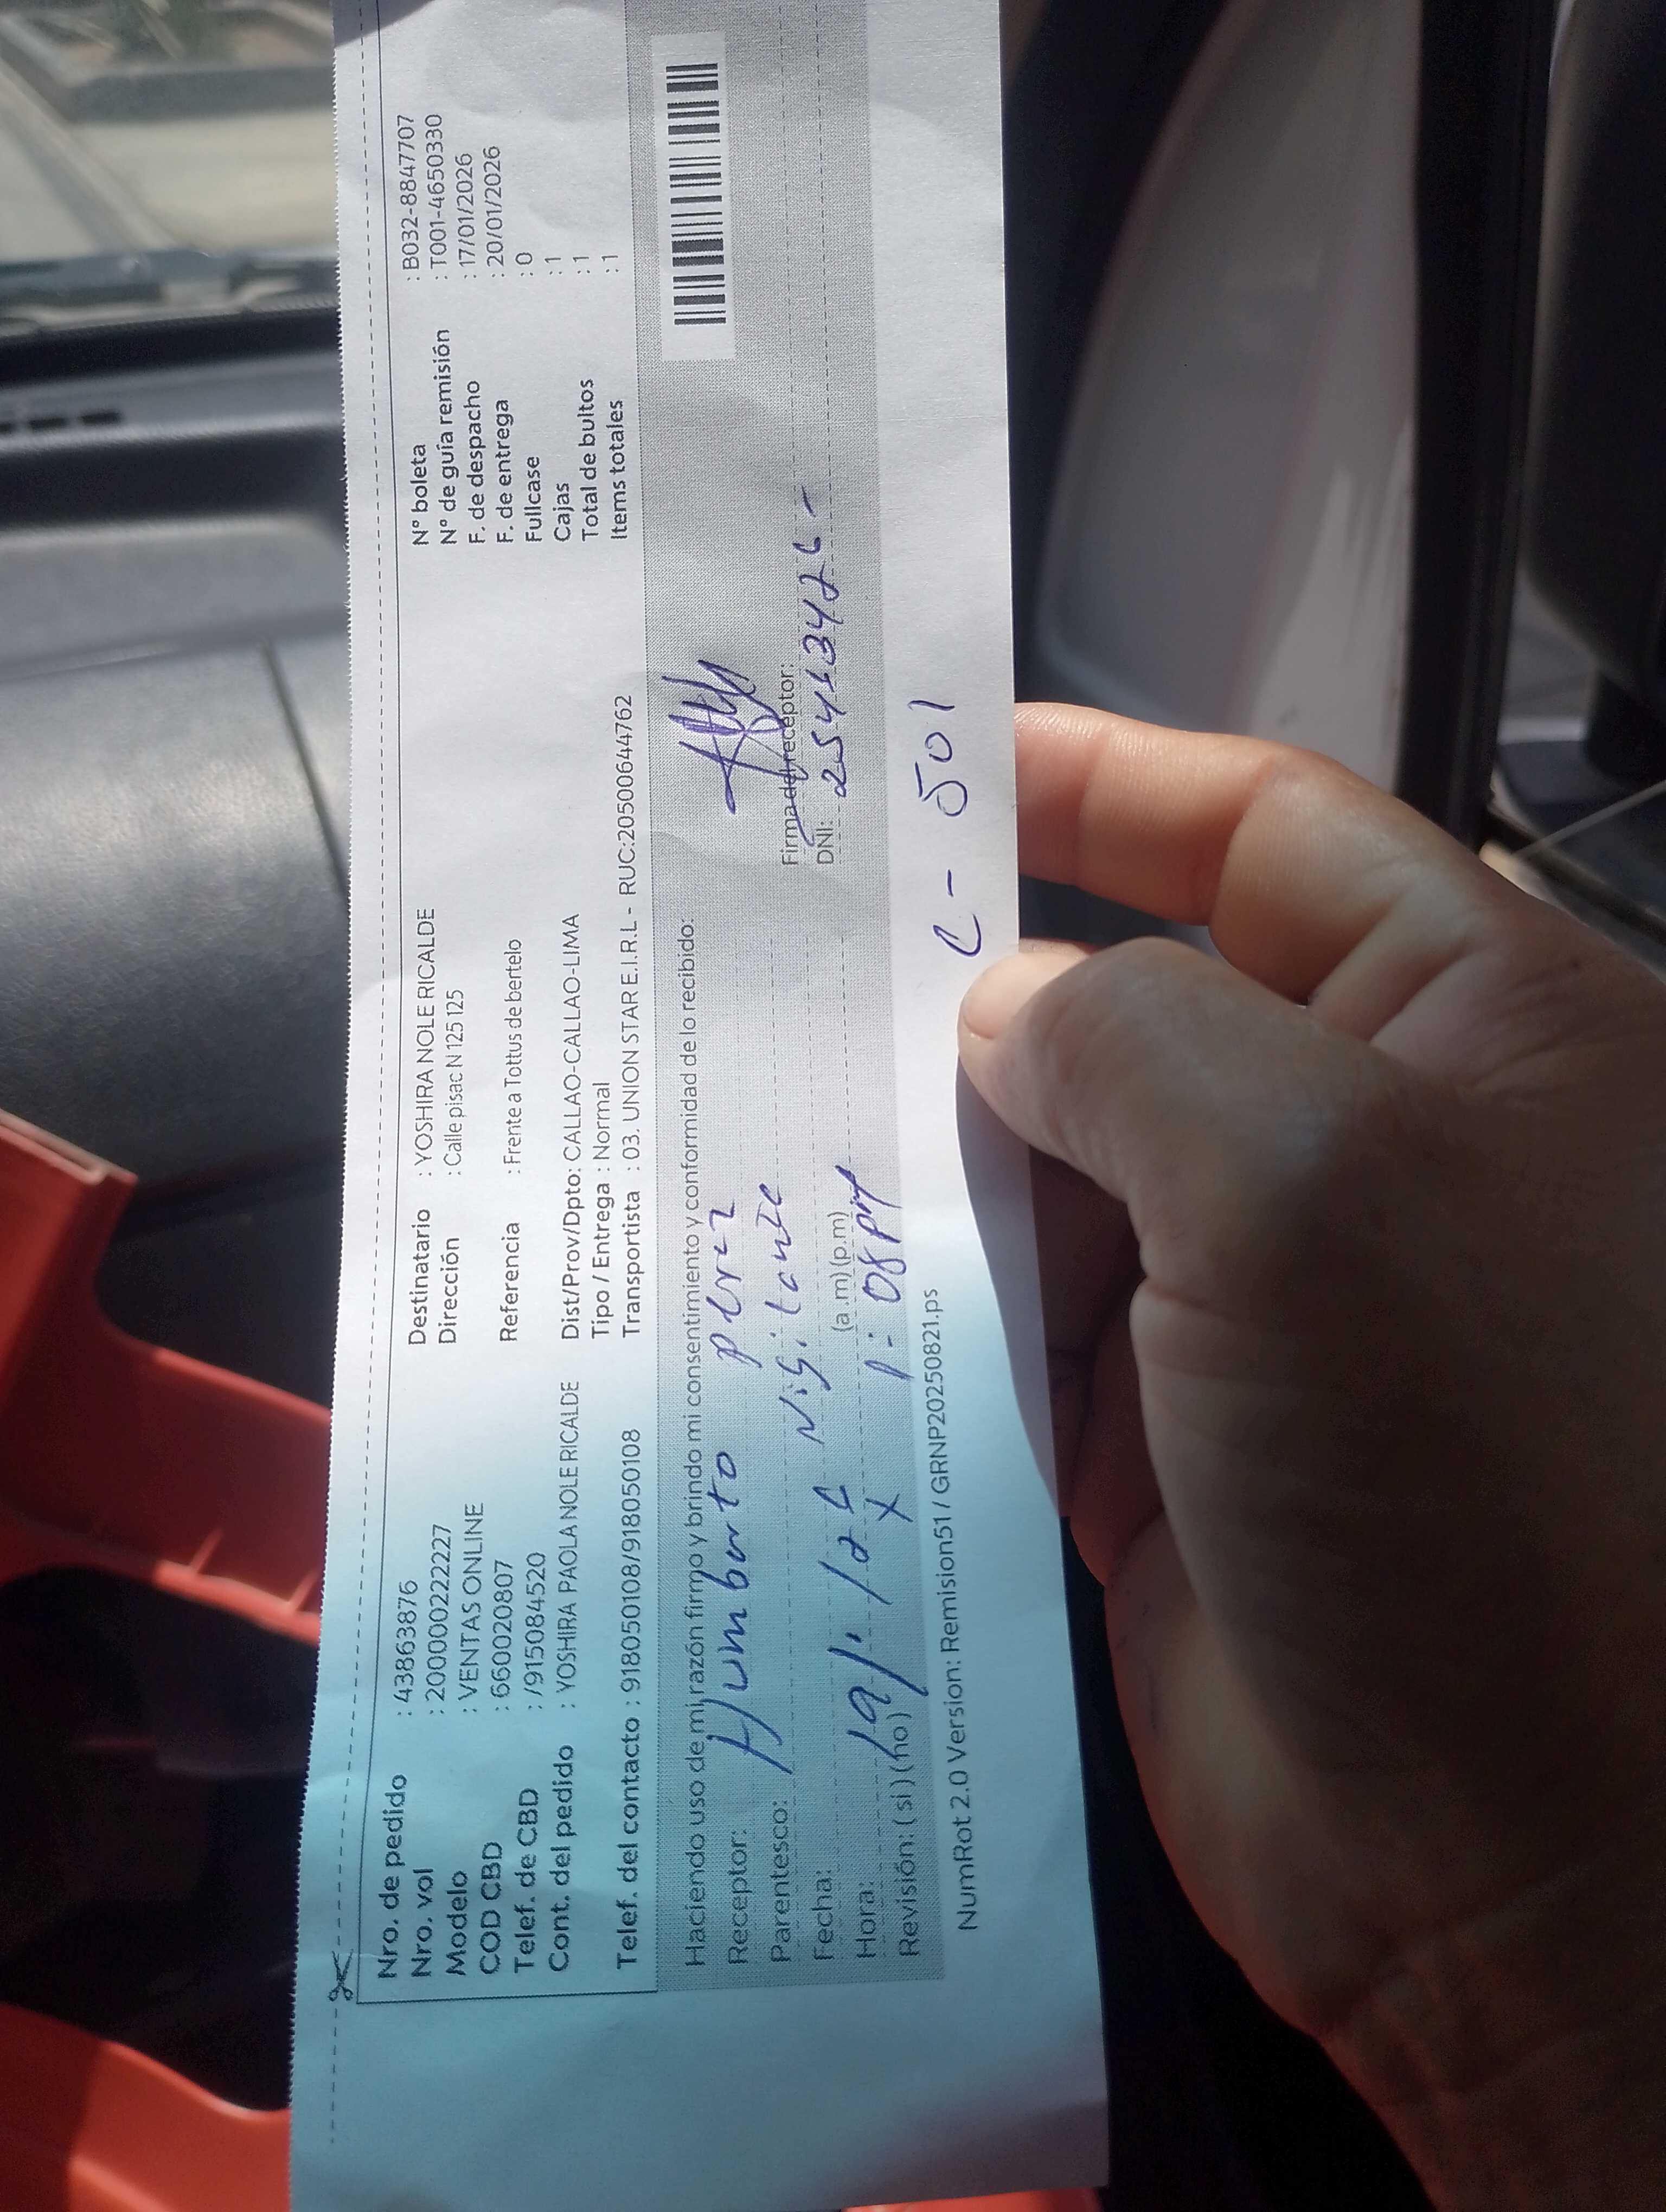 Nro. de pedido : 43863876
Nro. vol : 2000002222227
Modelo : VENTAS ONLINE
COD CBD : 660020807
Telef. de CBD : /915084520
Cont. del pedido : YOSHIRA PAOLA NOLE RICALDE
Telef. del contacto : 918050108/918050108
Destinatario : YOSHIRA NOLE RICALDE
Dirección : Calle pisac N 125 125
Referencia : Frente a Tottus de bertelo
Dist/Prov/Dpto: CALLAO-CALLAO-LIMA
Tipo / Entrega : Normal
Transportista : 03. UNION STAR E.I.R.L - RUC:20500644762
N° boleta : B032-8847707
N° de guía remisión : T001-4650330
F. de despacho : 17/01/2026
F. de entrega : 20/01/2026
Fullcase : 0
Cajas : 1
Total de bultos : 1
Items totales : 1
Haciendo uso de mi razón firmo y brindo mi consentimiento y conformidad de lo recibido:
Receptor: Humberto perez
Parentesco: Visitante
Fecha:
Hora: (a.m)(p.m) 1:08 pm
Revisión: (si)(no) X
Firma del receptor:
DNI:
C-501
NumRot 2.0 Version: Remision51 / GRNP20250821.ps